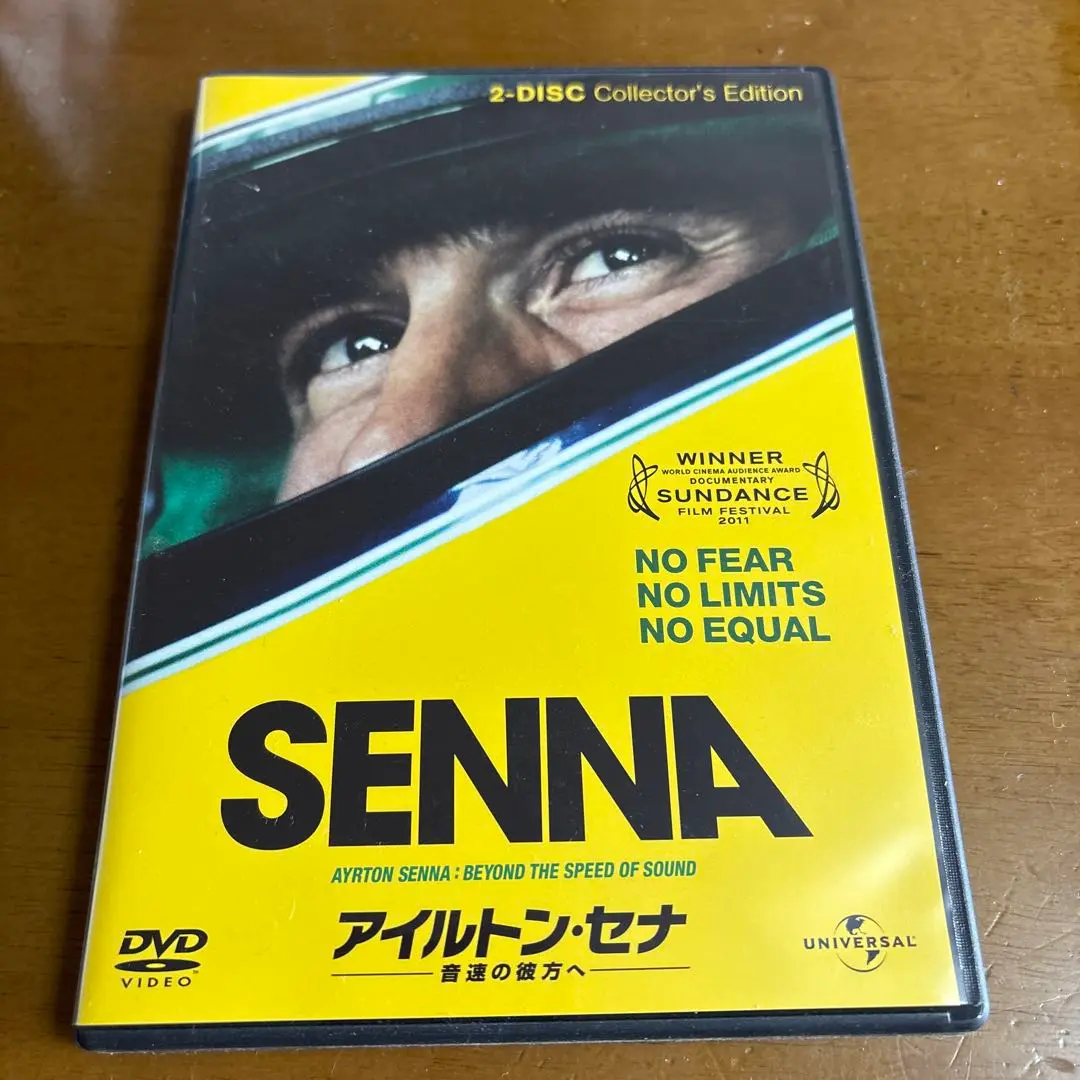 2-DISC Collector's Edition
WINNER
WORLD CINEMA AUDIENCE AWARD
DOCUMENTARY
SUNDANCE
FILM FESTIVAL
2011
NO FEAR
NO LIMITS
NO EQUAL
SENNA
AYRTON SENNA : BEYOND THE SPEED OF SOUND
アイルトン・セナ
音速の彼方へ
DVD
VIDEO™
UNIVERSAL